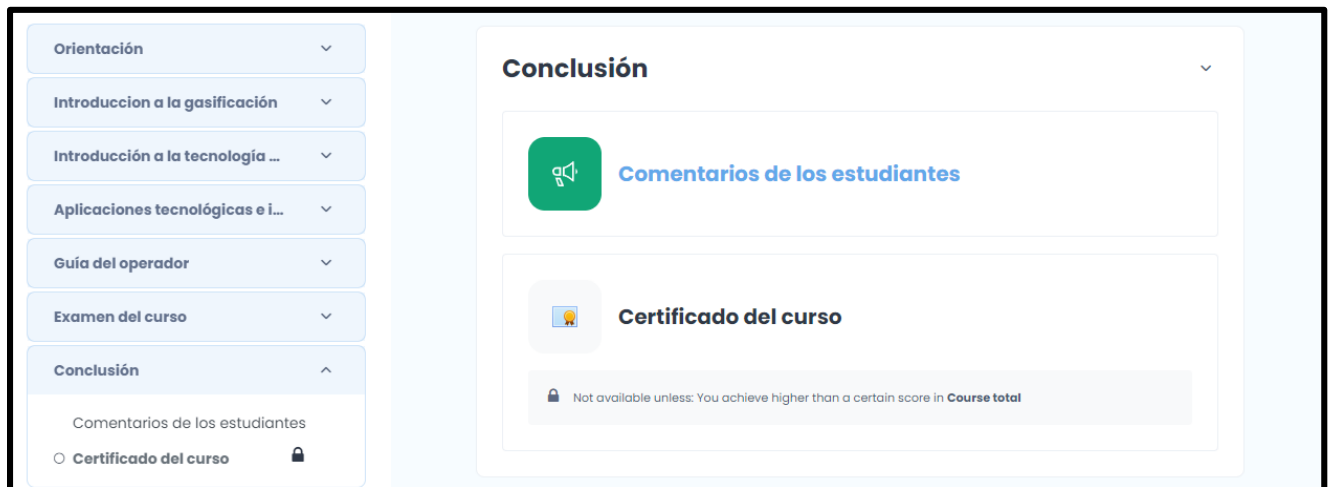 Orientación
Introduccion a la gasificación
Introducción a la tecnología ...
Aplicaciones tecnológicas e i...
Guía del operador
Examen del curso
Conclusión
Comentarios de los estudiantes
Certificado del curso
Conclusión
Comentarios de los estudiantes
Certificado del curso
Not available unless: You achieve higher than a certain score in Course total